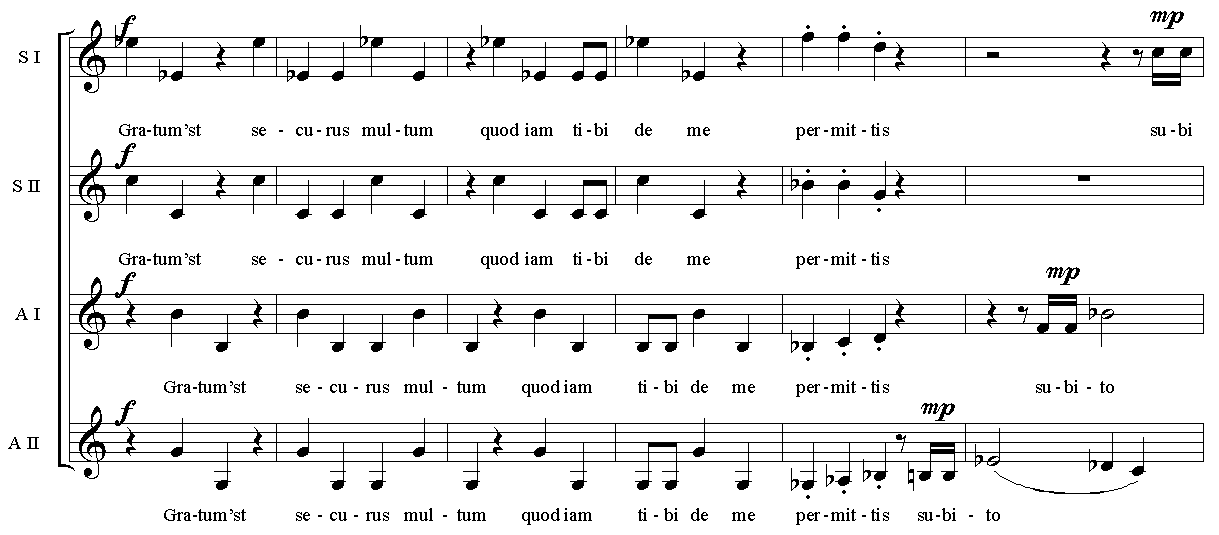 f mp
S I
Gra-tum’st se - cu - rus mul - tum quod iam ti - bi de me per - mit - tis su - bi
f
S II
Gra-tum’st se - cu - rus mul - tum quod iam ti - bi de me per - mit - tis
f mp
A I
Gra-tum’st se - cu - rus mul - tum quod iam ti - bi de me per - mit - tis su - bi - to
f mp
A II
Gra-tum’st se - cu - rus mul - tum quod iam ti - bi de me per - mit - tis su - bi - to